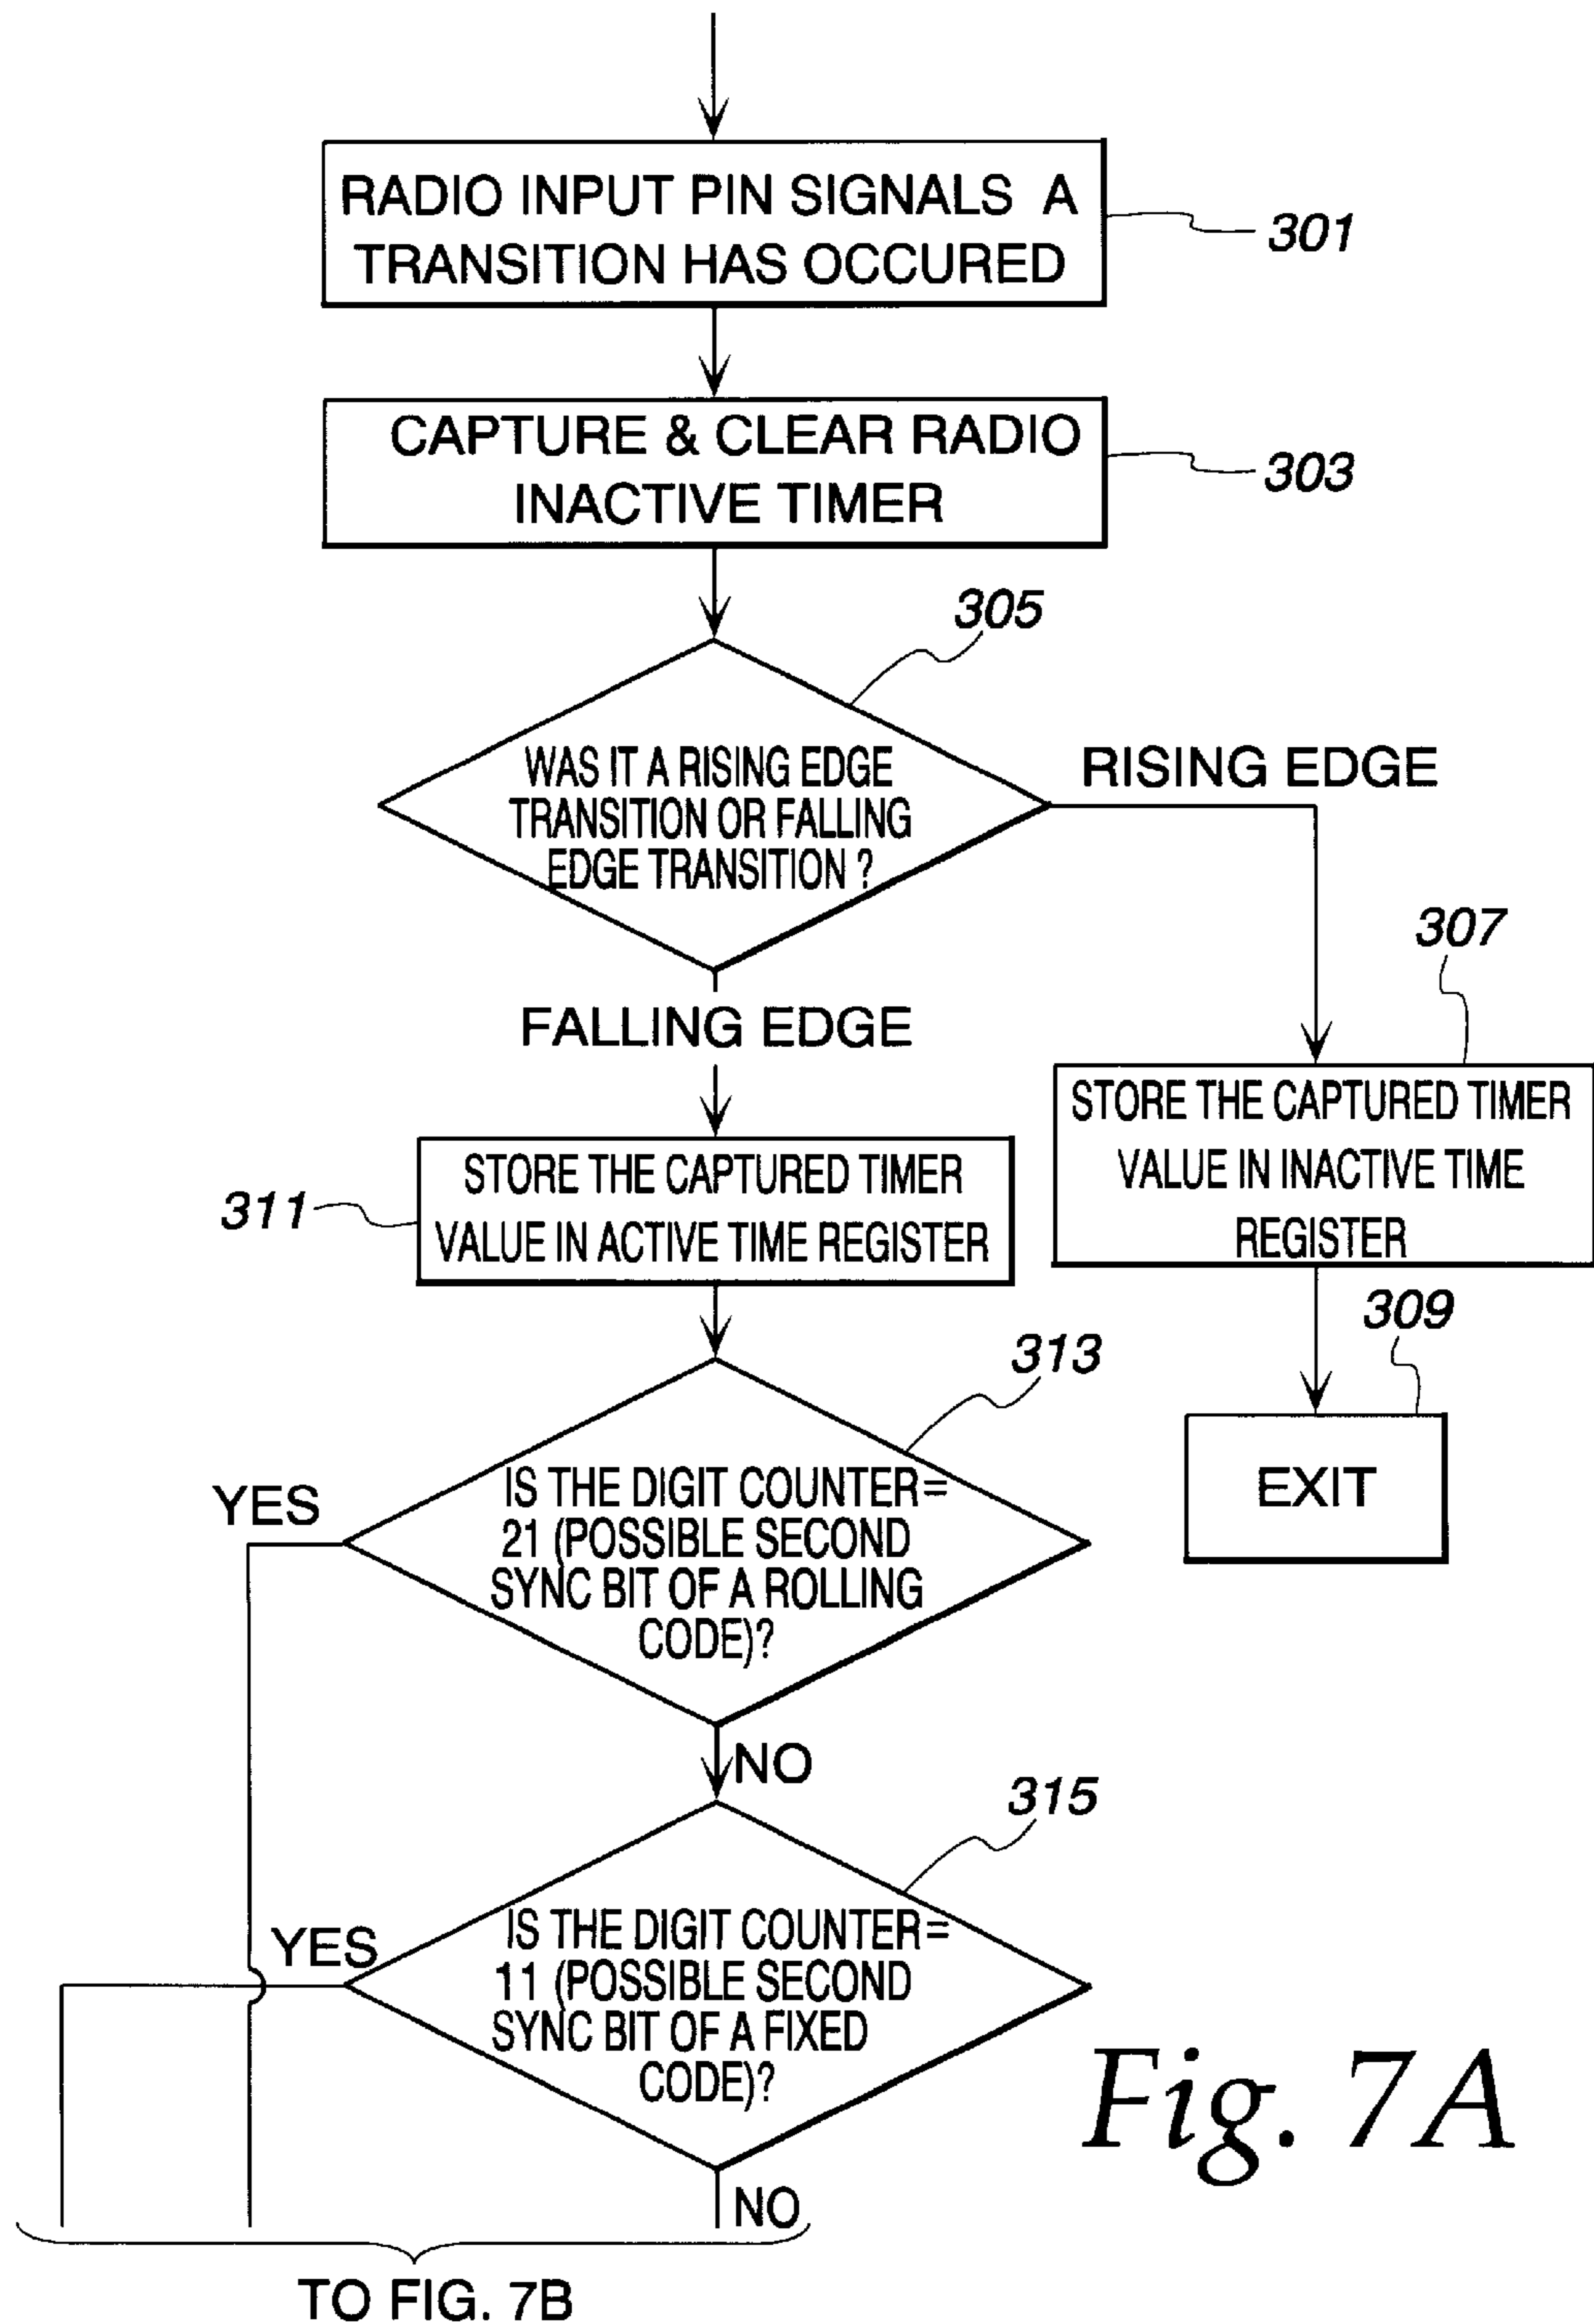 RADIO INPUT PIN SIGNALS A
TRANSITION HAS OCCURED
301
CAPTURE & CLEAR RADIO
INACTIVE TIMER
303
305
WAS IT A RISING EDGE
TRANSITION OR FALLING
EDGE TRANSITION ?
RISING EDGE
FALLING EDGE
307
STORE THE CAPTURED TIMER
VALUE IN INACTIVE TIME
REGISTER
309
EXIT
311
STORE THE CAPTURED TIMER
VALUE IN ACTIVE TIME REGISTER
313
IS THE DIGIT COUNTER=
21 (POSSIBLE SECOND
SYNC BIT OF A ROLLING
CODE)?
YES
NO
315
IS THE DIGIT COUNTER=
11 (POSSIBLE SECOND
SYNC BIT OF A FIXED
CODE)?
YES
NO
TO FIG. 7B
Fig. 7A